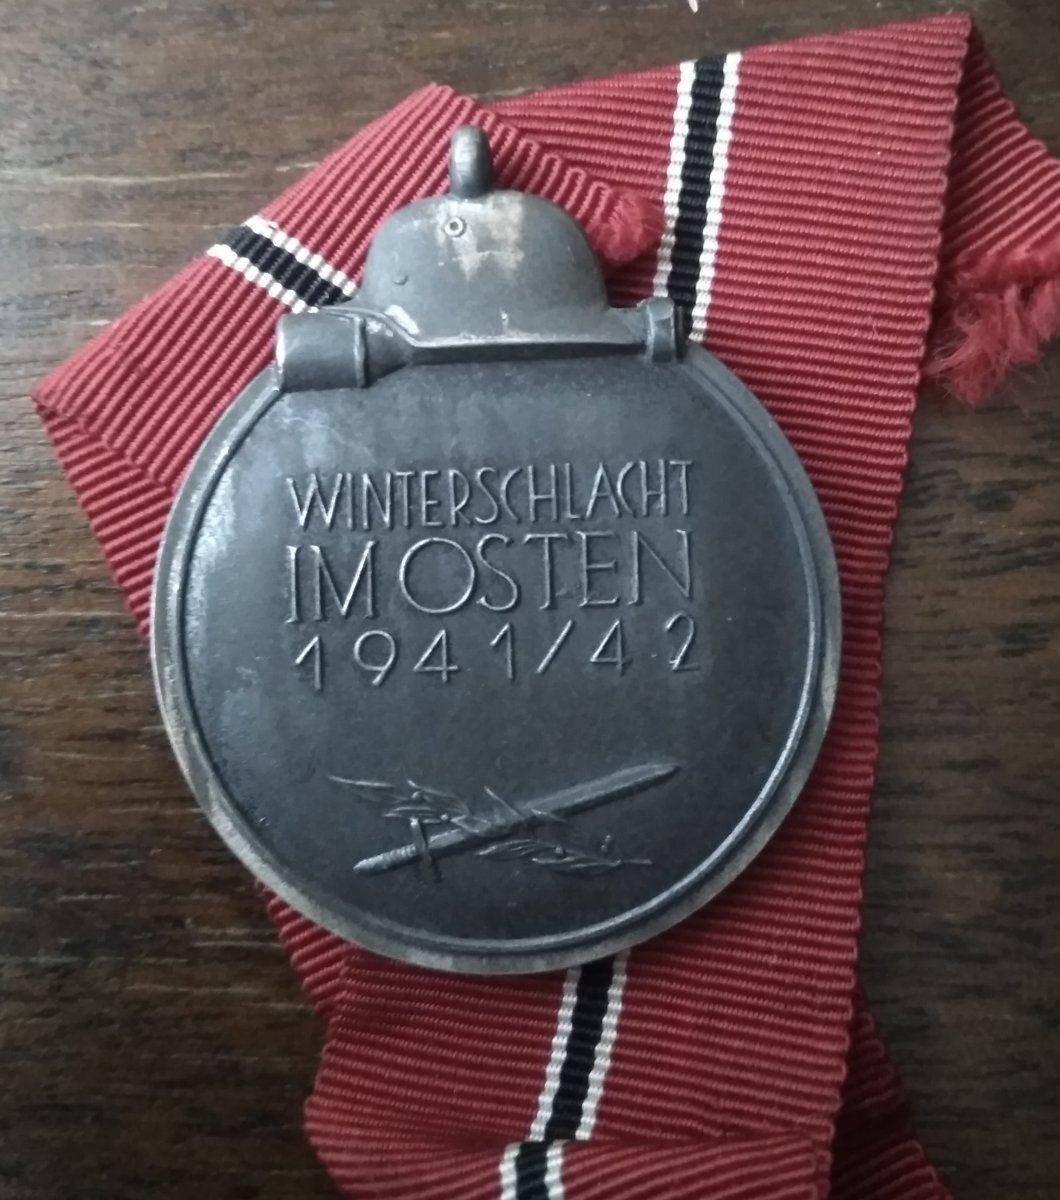 WINTERSCHLACHT
IM OSTEN
1941/42